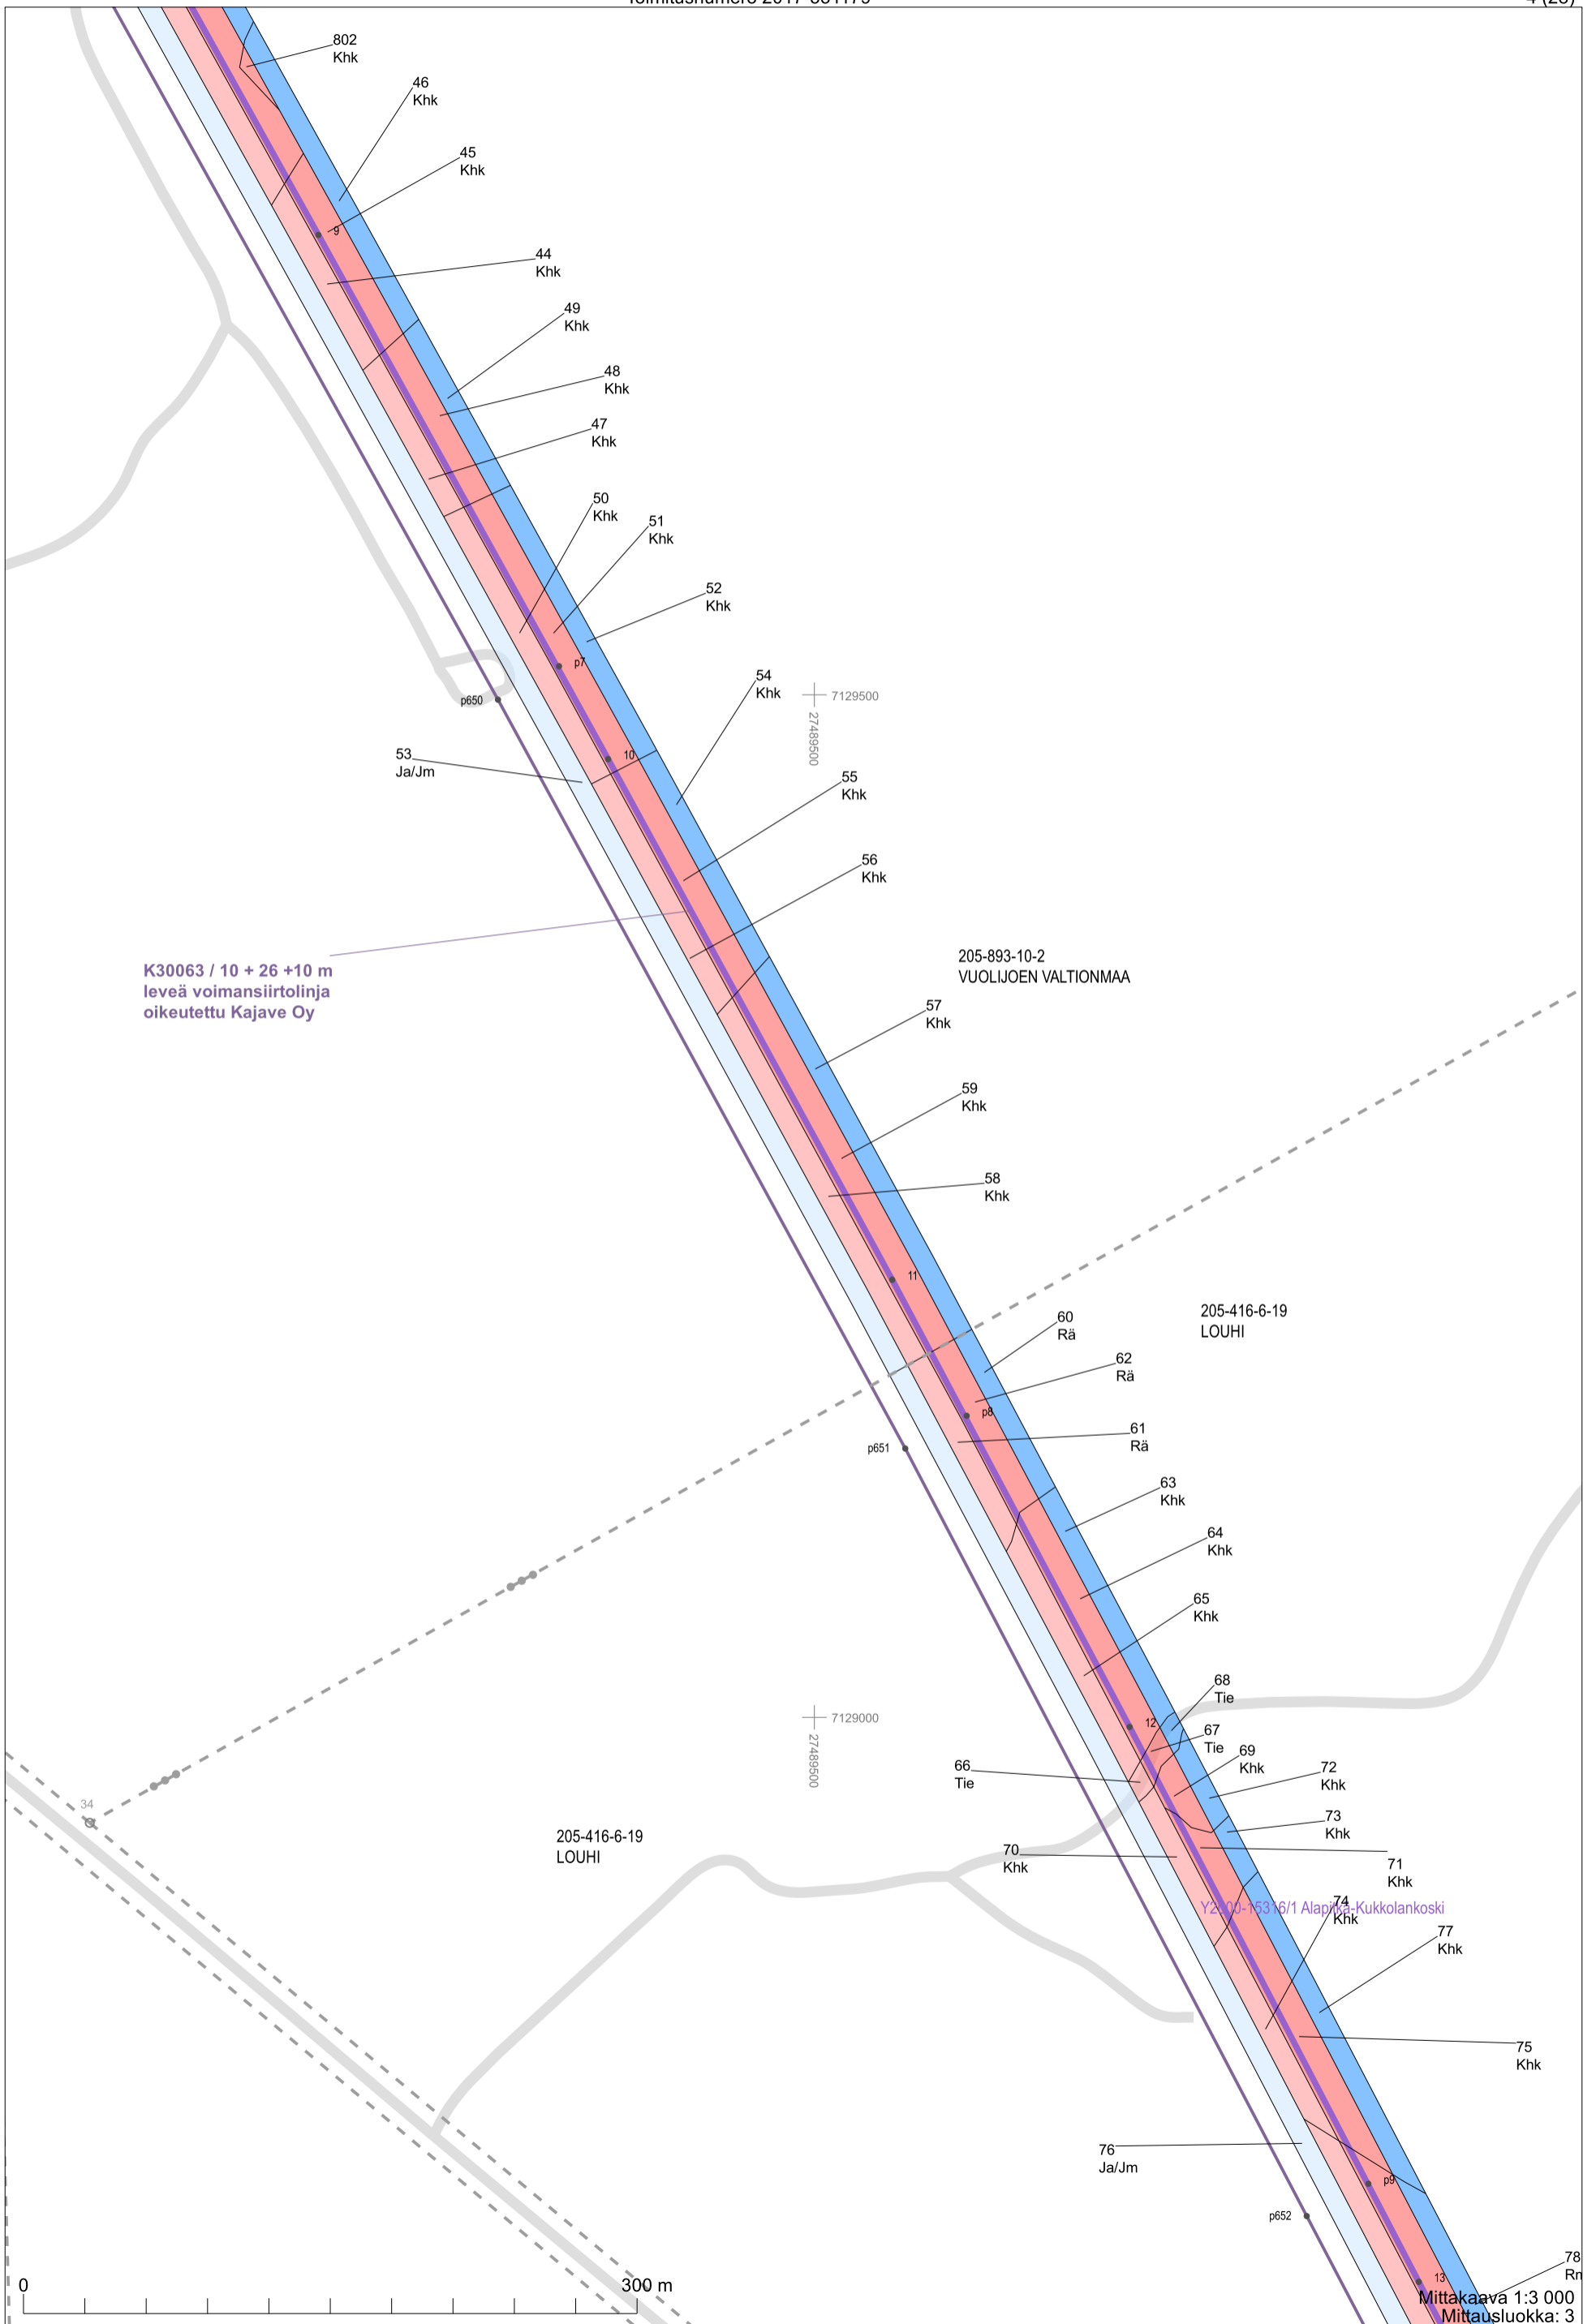 802
Khk
46
Khk
45
Khk
9
44
Khk
49
Khk
48
Khk
47
Khk
50
Khk
51
Khk
52
Khk
p7
p650
54
Khk
7129500
27489500
53
Ja/Jm
10
55
Khk
56
Khk
K30063 / 10 + 26 +10 m
leveä voimansiirtolinja
oikeutettu Kajave Oy
205-893-10-2
VUOLIJOEN VALTIONMAA
57
Khk
59
Khk
58
Khk
11
205-416-6-19
LOUHI
60
Rä
62
Rä
p8
61
Rä
p651
63
Khk
64
Khk
65
Khk
68
Tie
12
67
Tie
7129000
27489500
69
Khk
66
Tie
72
Khk
34
73
Khk
205-416-6-19
LOUHI
70
Khk
71
Khk
74
Khk
Alapitkä-Kukkolankoski
77
Khk
75
Khk
76
Ja/Jm
p9
p652
78
13
0
300 m
Mittakaava 1:3 000
Mittausluokka: 3